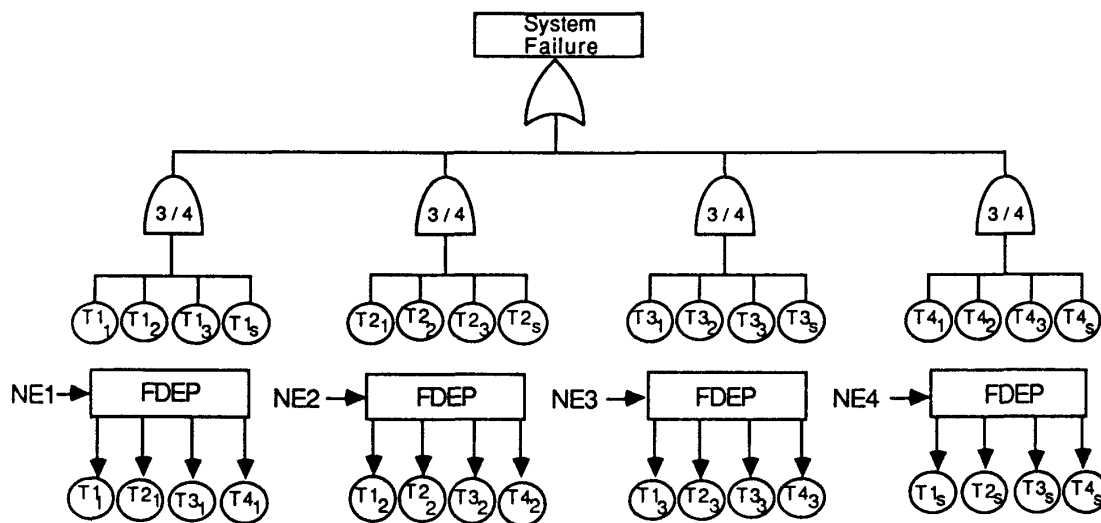 System
Failure
3/4 3/4 3/4 3/4
T1₁ T1₂ T1₃ T1ₛ T2₁ T2₂ T2₃ T2ₛ T3₁ T3₂ T3₃ T3ₛ T4₁ T4₂ T4₃ T4ₛ
NE1 FDEP NE2 FDEP NE3 FDEP NE4 FDEP
T1₁ T2₁ T3₁ T4₁ T1₂ T2₂ T3₂ T4₂ T1₃ T2₃ T3₃ T4₃ T1ₛ T2ₛ T3ₛ T4ₛ